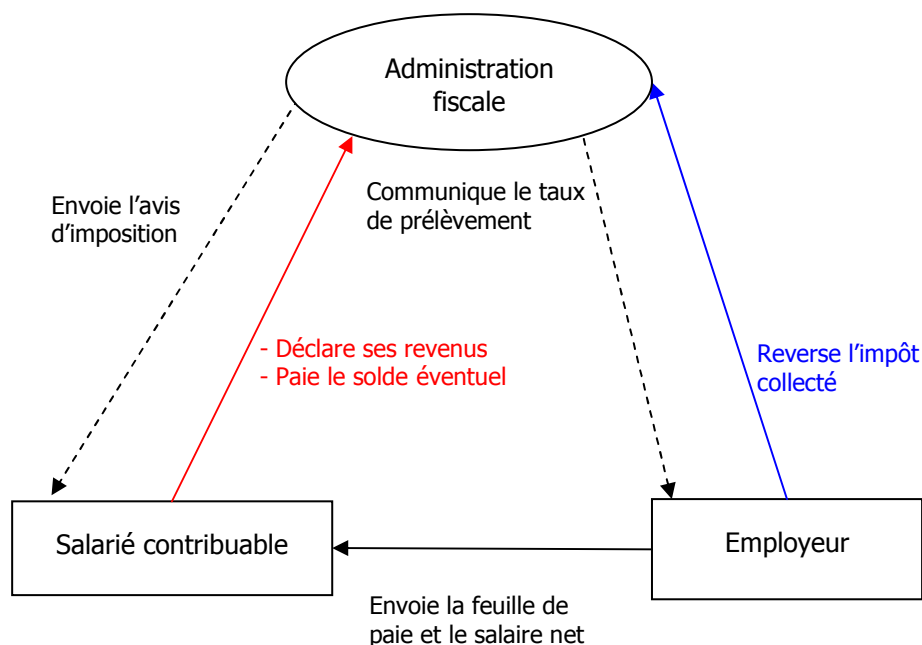 Administration
fiscale
Envoie l’avis
d’imposition
Communique le taux
de prélèvement
- Déclare ses revenus
- Paie le solde éventuel
Reverse l’impôt
collecté
Salarié contribuable
Employeur
Envoie la feuille de
paie et le salaire net